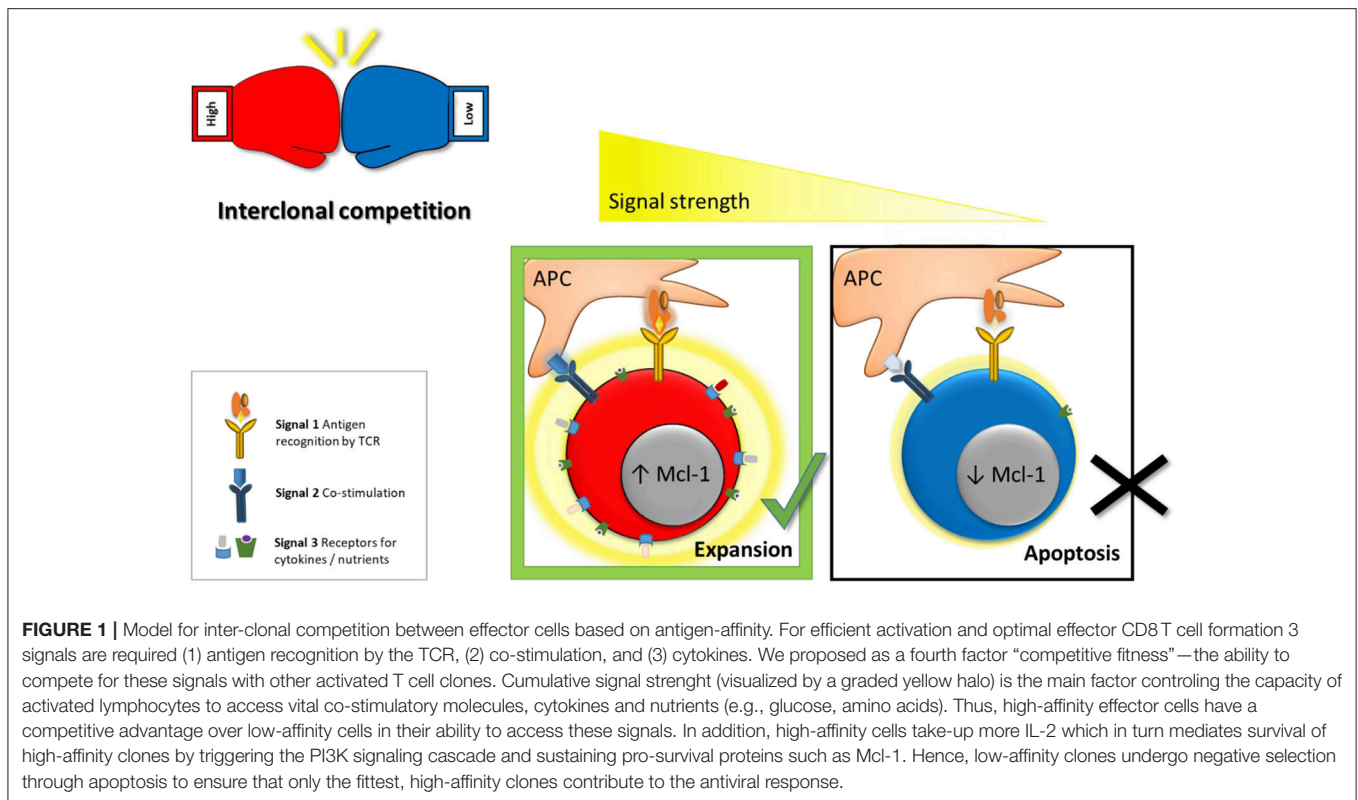 High
Low
Interclonal competition
Signal strength
APC
APC
Signal 1 Antigen
recognition by TCR
Signal 2 Co-stimulation
Signal 3 Receptors for
cytokines / nutrients
↑ Mcl-1
↓ Mcl-1
Expansion
Apoptosis
FIGURE 1 | Model for inter-clonal competition between effector cells based on antigen-affinity. For efficient activation and optimal effector CD8 T cell formation 3
signals are required (1) antigen recognition by the TCR, (2) co-stimulation, and (3) cytokines. We proposed as a fourth factor “competitive fitness”—the ability to
compete for these signals with other activated T cell clones. Cumulative signal strenght (visualized by a graded yellow halo) is the main factor controling the capacity of
activated lymphocytes to access vital co-stimulatory molecules, cytokines and nutrients (e.g., glucose, amino acids). Thus, high-affinity effector cells have a
competitive advantage over low-affinity cells in their ability to access these signals. In addition, high-affinity cells take-up more IL-2 which in turn mediates survival of
high-affinity clones by triggering the PI3K signaling cascade and sustaining pro-survival proteins such as Mcl-1. Hence, low-affinity clones undergo negative selection
through apoptosis to ensure that only the fittest, high-affinity clones contribute to the antiviral response.